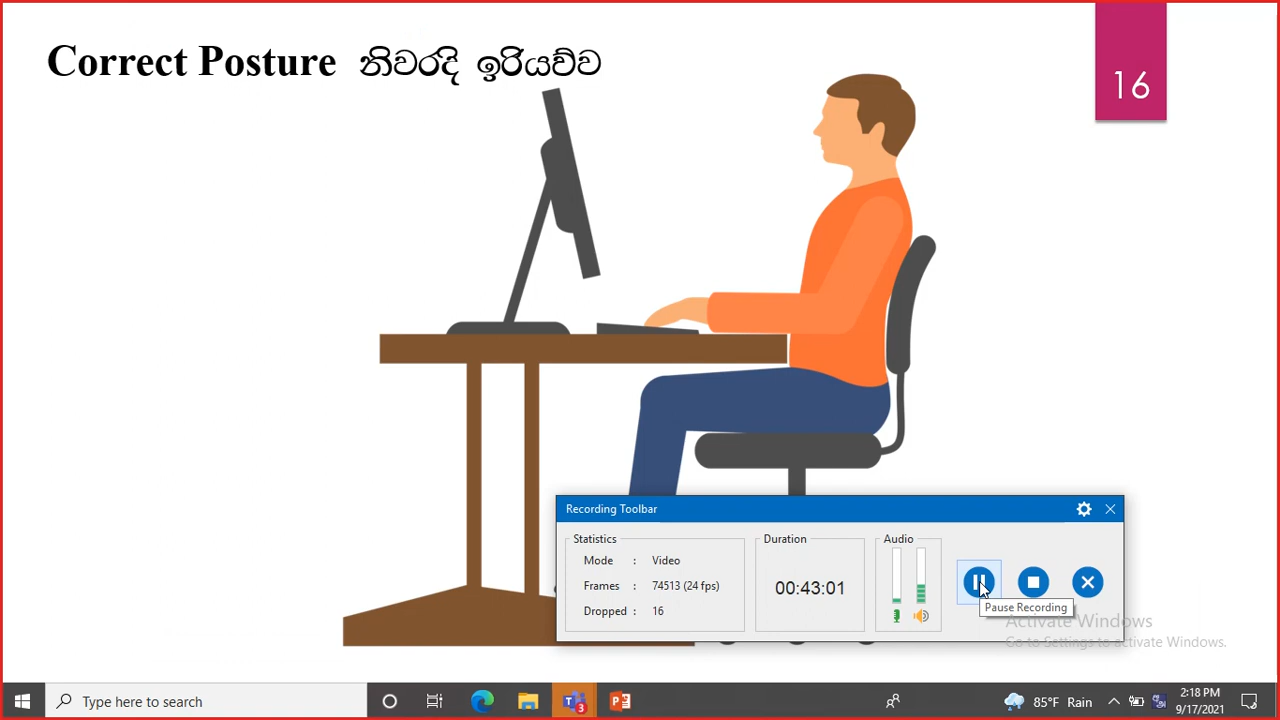 Correct Posture නිවරදි ඉරියව්ව
16
Recording Toolbar
Statistics
Mode : Video
Frames : 74513 (24 fps)
Dropped : 16
Duration
00:43:01
Audio
Pause Recording
Activate Windows
Go to Settings to activate Windows.
Type here to search
3
85°F Rain
2:18 PM
9/17/2021